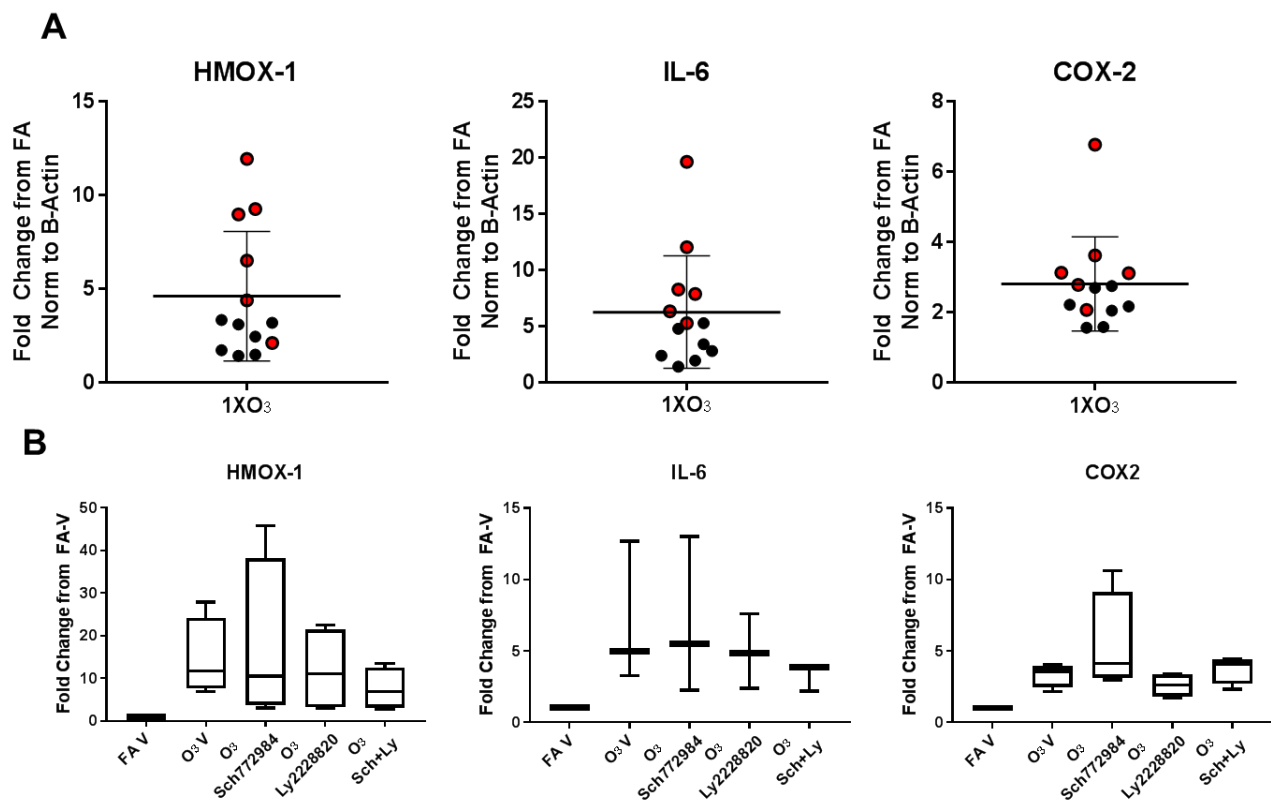 A
HMOX-1
IL-6
COX-2
Fold Change from FA
Norm to B-Actin
15
10
5
0
1XO₃
Fold Change from FA
Norm to B-Actin
25
20
15
10
5
0
1XO₃
Fold Change from FA
Norm to B-Actin
8
6
4
2
0
1XO₃
B
HMOX-1
IL-6
COX2
Fold Change from FA-V
50
40
30
20
10
0
FA V
O₃ V
O₃
Sch772984
O₃
Ly2228820
O₃
Sch+Ly
Fold Change from FA-V
15
10
5
0
FA V
O₃ V
O₃
Sch772984
O₃
Ly2228820
O₃
Sch+Ly
Fold Change from FA-V
15
10
5
0
FA V
O₃ V
O₃
Sch772984
O₃
Ly2228820
O₃
Sch+Ly